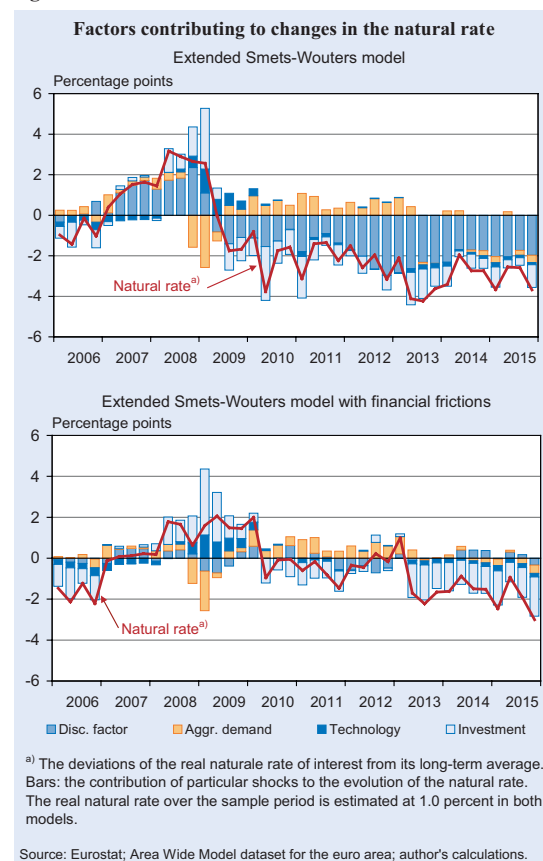 Factors contributing to changes in the natural rate
Extended Smets-Wouters model
Percentage points
6
4
2
0
-2
-4
-6
Natural rate a)
2006 2007 2008 2009 2010 2011 2012 2013 2014 2015
Extended Smets-Wouters model with financial frictions
Percentage points
6
4
2
0
-2
-4
-6
Natural rate a)
2006 2007 2008 2009 2010 2011 2012 2013 2014 2015
Disc. factor Aggr. demand Technology Investment
a) The deviations of the real naturale rate of interest from its long-term average.
Bars: the contribution of particular shocks to the evolution of the natural rate.
The real natural rate over the sample period is estimated at 1.0 percent in both
models.
Source: Eurostat; Area Wide Model dataset for the euro area; author's calculations.